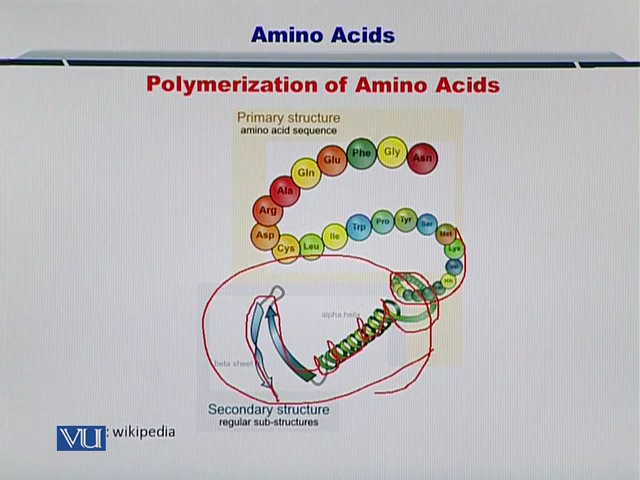 Amino Acids
Polymerization of Amino Acids
Primary structure
amino acid sequence
Asn
Gly
Phe
Glu
Gln
Ala
Arg
Asp
Cys
Leu
Ile
Trp
Pro
Tyr
Ser
Met
Lys
Val
alpha helix
beta sheet
Secondary structure
regular sub-structures
VU : wikipedia